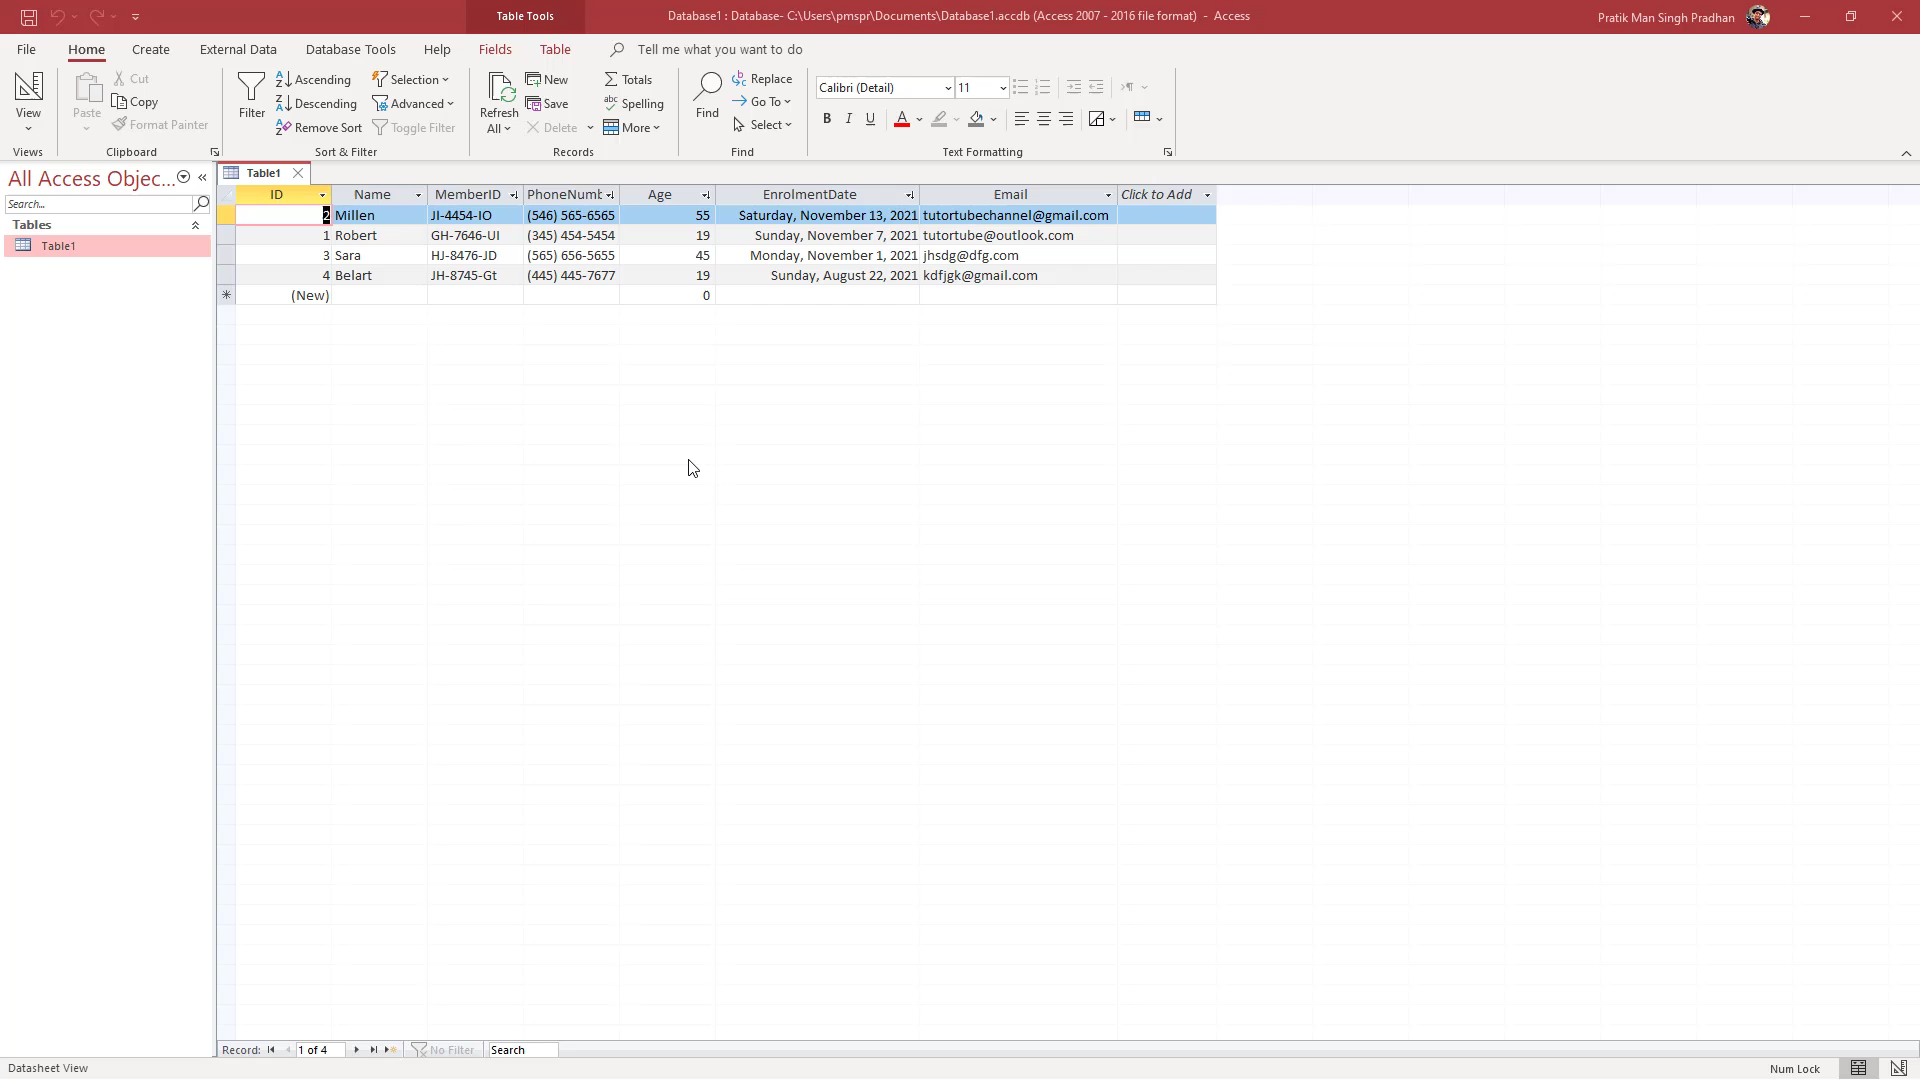 Table Tools
Database1 : Database- C:\Users\pmspr\Documents\Database1.accdb (Access 2007 - 2016 file format)  -  Access
Pratik Man Singh Pradhan
File Home Create External Data Database Tools Help Fields Table Tell me what you want to do
View
Views
Paste
Cut
Copy
Format Painter
Clipboard
Filter
Ascending
Descending
Remove Sort
Selection
Advanced
Toggle Filter
Sort & Filter
Refresh
All
New
Save
Delete
Totals
Spelling
More
Records
Find
Replace
Go To
Select
Find
Calibri (Detail) 11
B I U A
Text Formatting
All Access Objec...
Search...
Tables
Table1
Table1
ID Name MemberID PhoneNumb Age EnrolmentDate Email Click to Add
2 Millen JI-4454-IO (546) 565-6565 55 Saturday, November 13, 2021 tutortubechannel@gmail.com
1 Robert GH-7646-UI (345) 454-5454 19 Sunday, November 7, 2021 tutortube@outlook.com
3 Sara HJ-8476-JD (565) 656-5655 45 Monday, November 1, 2021 jhsdg@dfg.com
4 Belart JH-8745-Gt (445) 445-7677 19 Sunday, August 22, 2021 kdfjgk@gmail.com
(New) 0
Record: 1 of 4 No Filter Search
Datasheet View
Num Lock